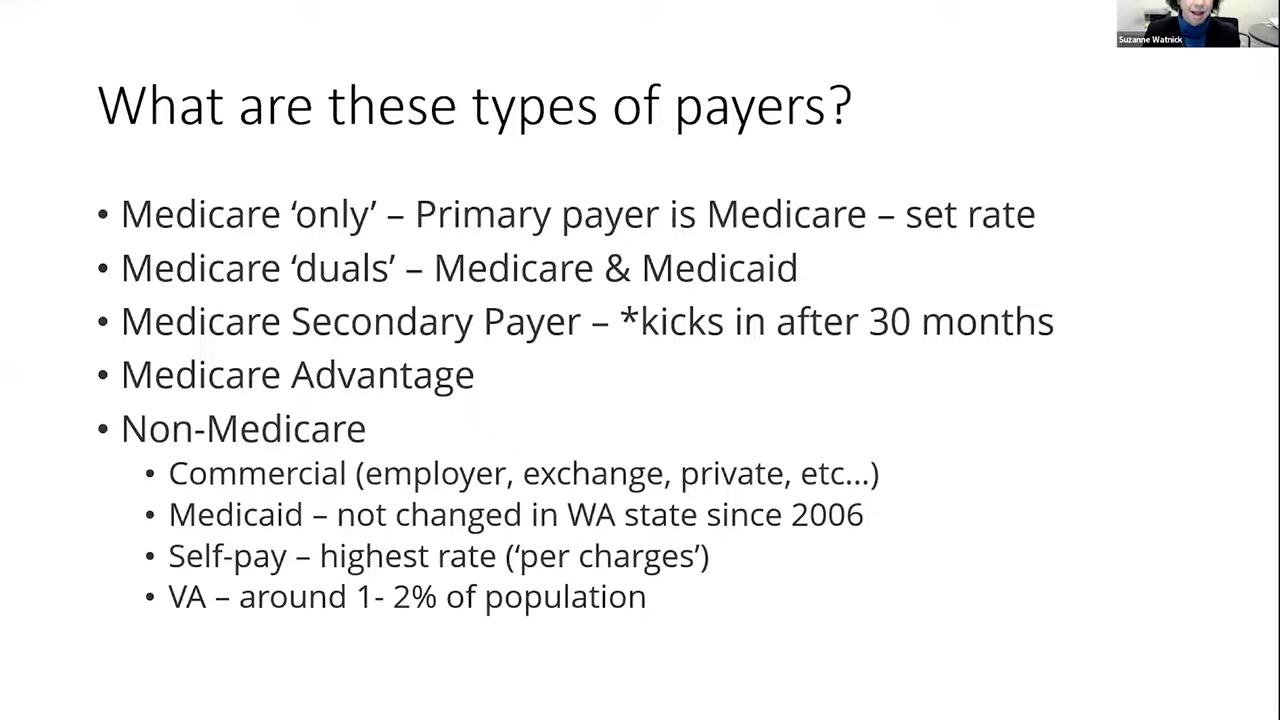 Suzanne Watnick
What are these types of payers?
• Medicare ‘only’ – Primary payer is Medicare – set rate
• Medicare ‘duals’ – Medicare & Medicaid
• Medicare Secondary Payer – *kicks in after 30 months
• Medicare Advantage
• Non-Medicare
• Commercial (employer, exchange, private, etc...)
• Medicaid – not changed in WA state since 2006
• Self-pay – highest rate (‘per charges’)
• VA – around 1- 2% of population